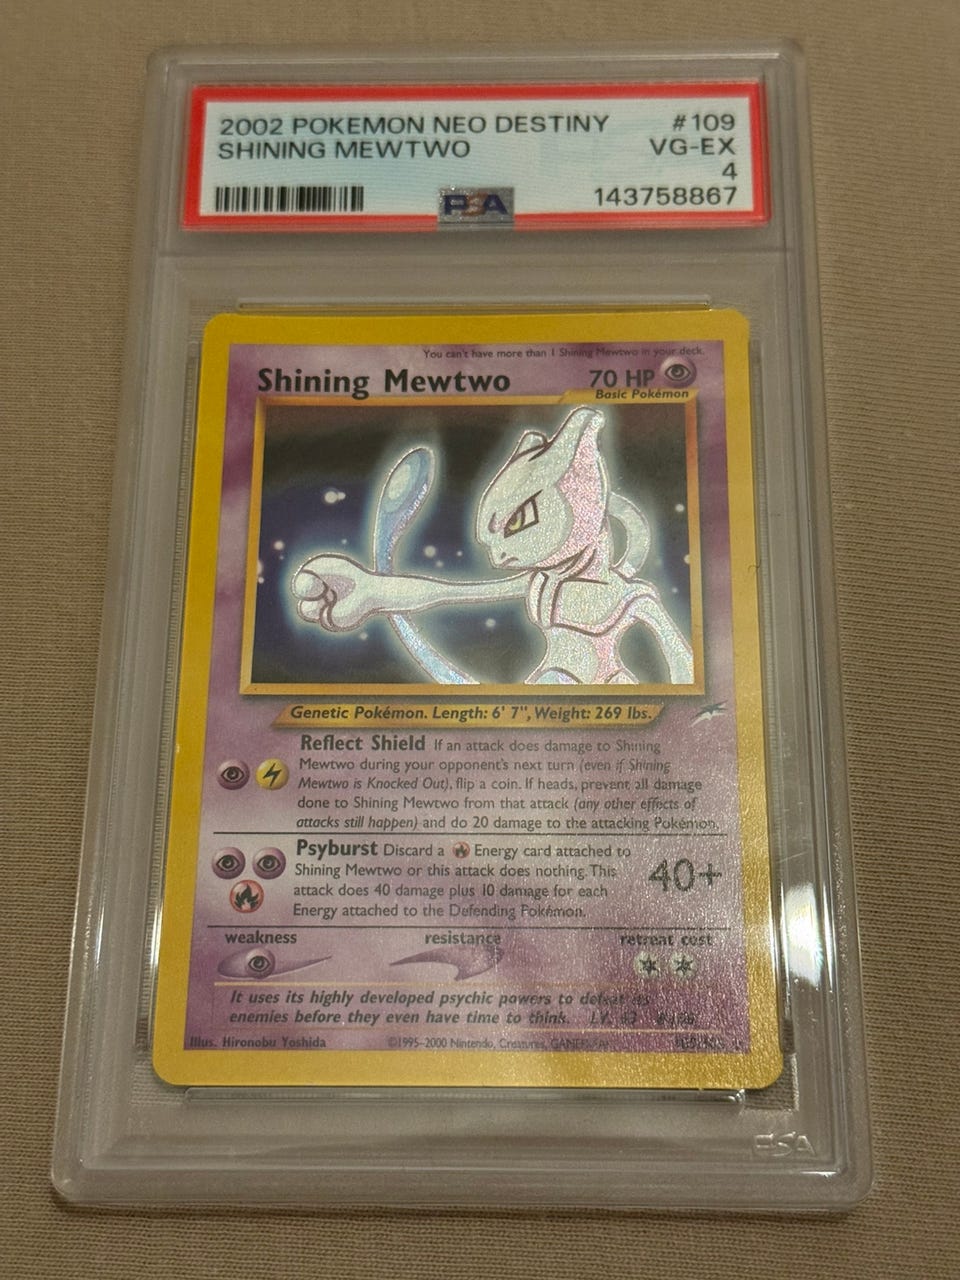 2002 POKEMON NEO DESTINY #109
SHINING MEWTWO VG-EX
4
PSA 143758867
You can't have more than 1 Shining Mewtwo in your deck.
Shining Mewtwo 70 HP
Basic Pokémon
Genetic Pokémon. Length: 6' 7", Weight: 269 lbs.
Reflect Shield If an attack does damage to Shining
Mewtwo during your opponent's next turn (even if Shining
Mewtwo is Knocked Out), flip a coin. If heads, prevent all damage
done to Shining Mewtwo from that attack (any other effects of
attacks still happen) and do 20 damage to the attacking Pokémon.
Psyburst Discard a Energy card attached to
Shining Mewtwo or this attack does nothing. This
attack does 40 damage plus 10 damage for each
Energy attached to the Defending Pokémon.
40+
weakness resistance retreat cost
It uses its highly developed psychic powers to defeat its
enemies before they even have time to think. LV.
Illus. Hironobu Yoshida ©1995-2000 Nintendo, Creatures, GAMEFREAK.
PSA